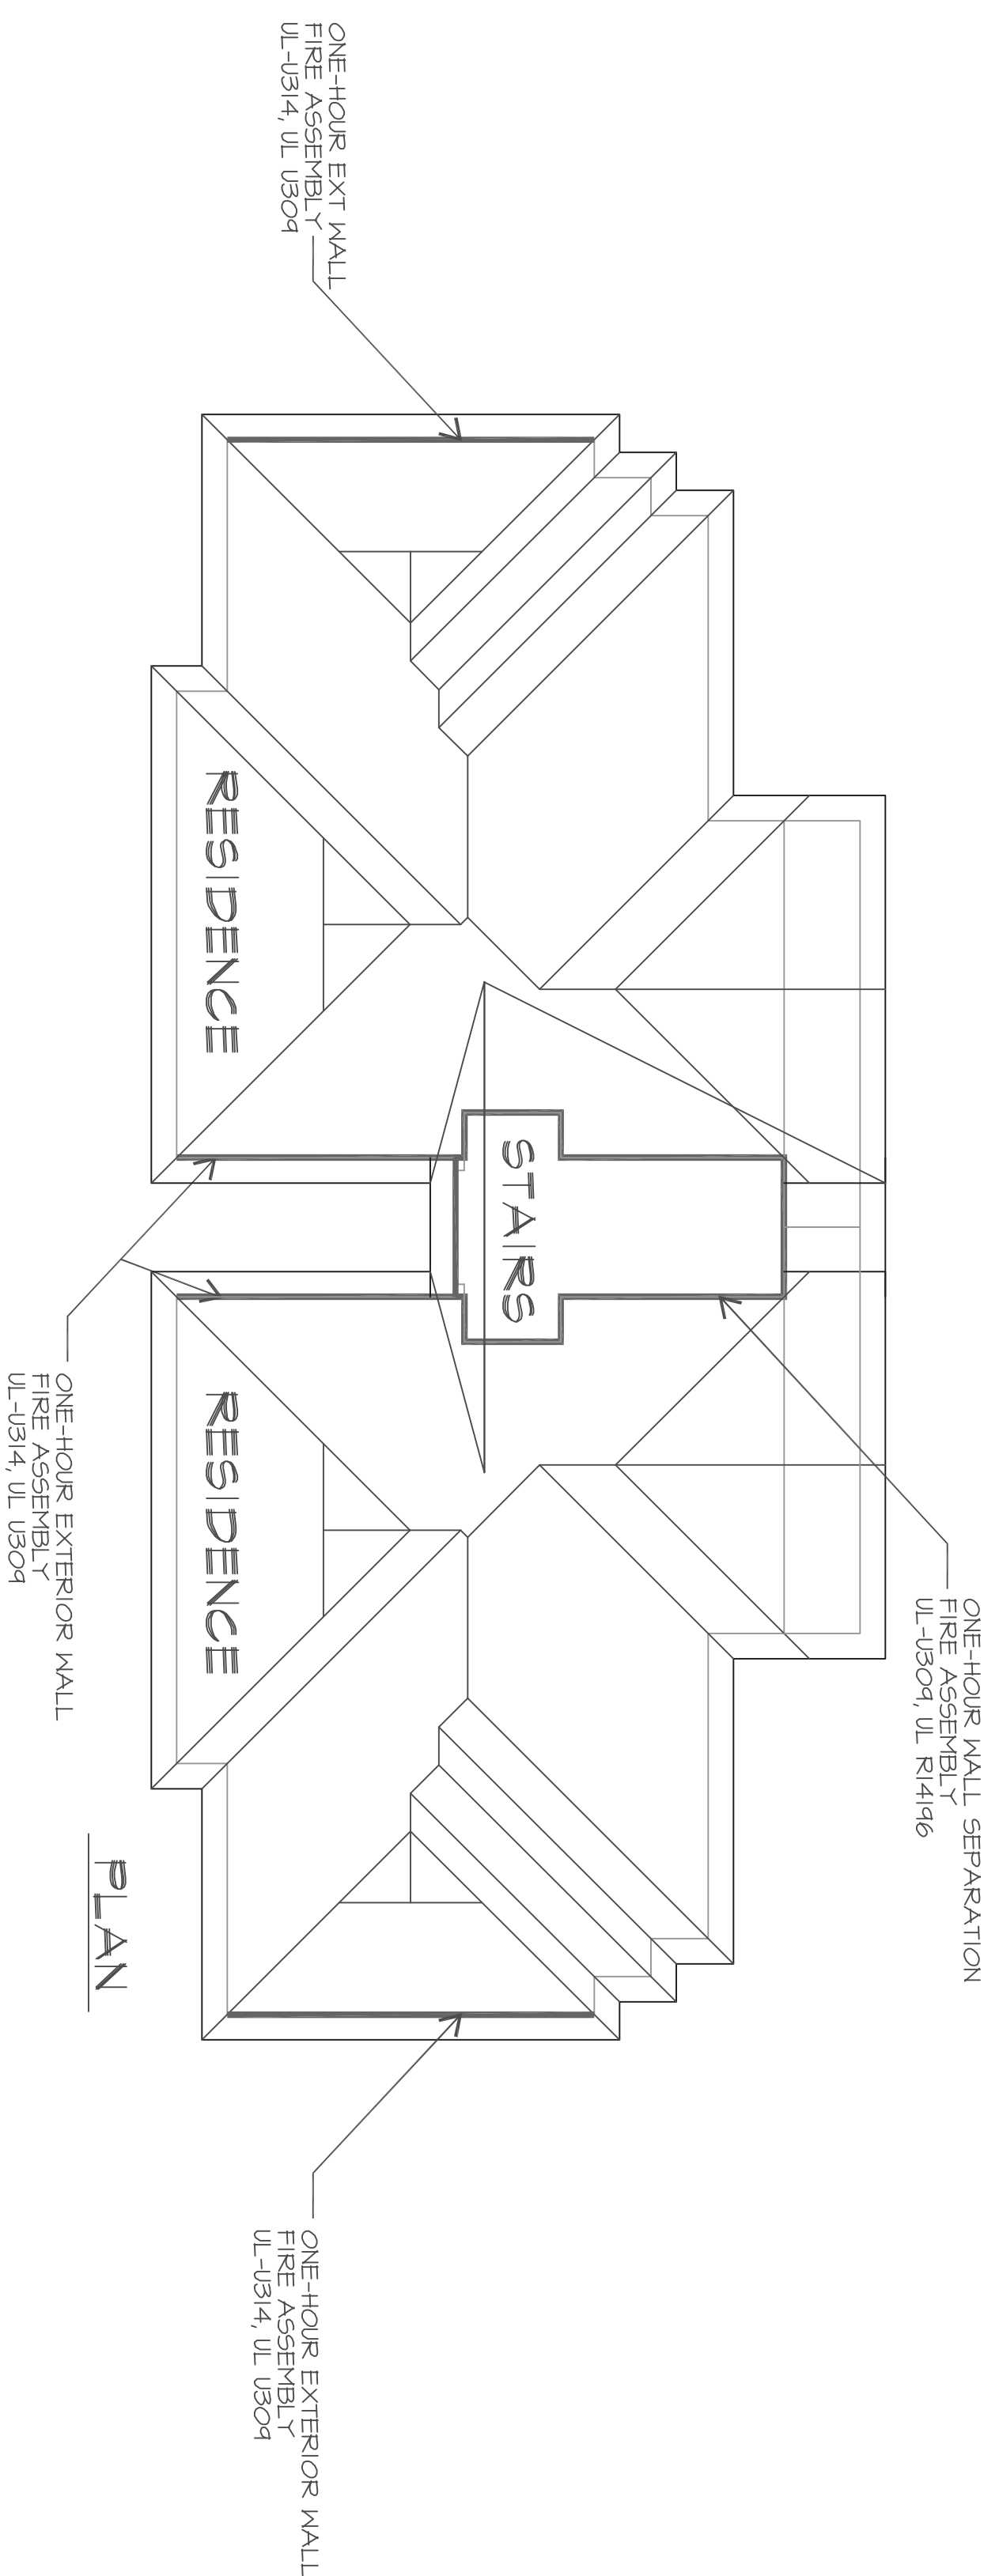 ONE-HOUR WALL SEPARATION
FIRE ASSEMBLY
UL-U309, UL R14196
ONE-HOUR EXT WALL
FIRE ASSEMBLY
UL-U314, UL U309
STAIRS
ONE-HOUR EXTERIOR WALL
FIRE ASSEMBLY
UL-U314, UL U309
RESIDENCE
RESIDENCE
PLAN
ONE-HOUR EXTERIOR WALL
FIRE ASSEMBLY
UL-U314, UL U309